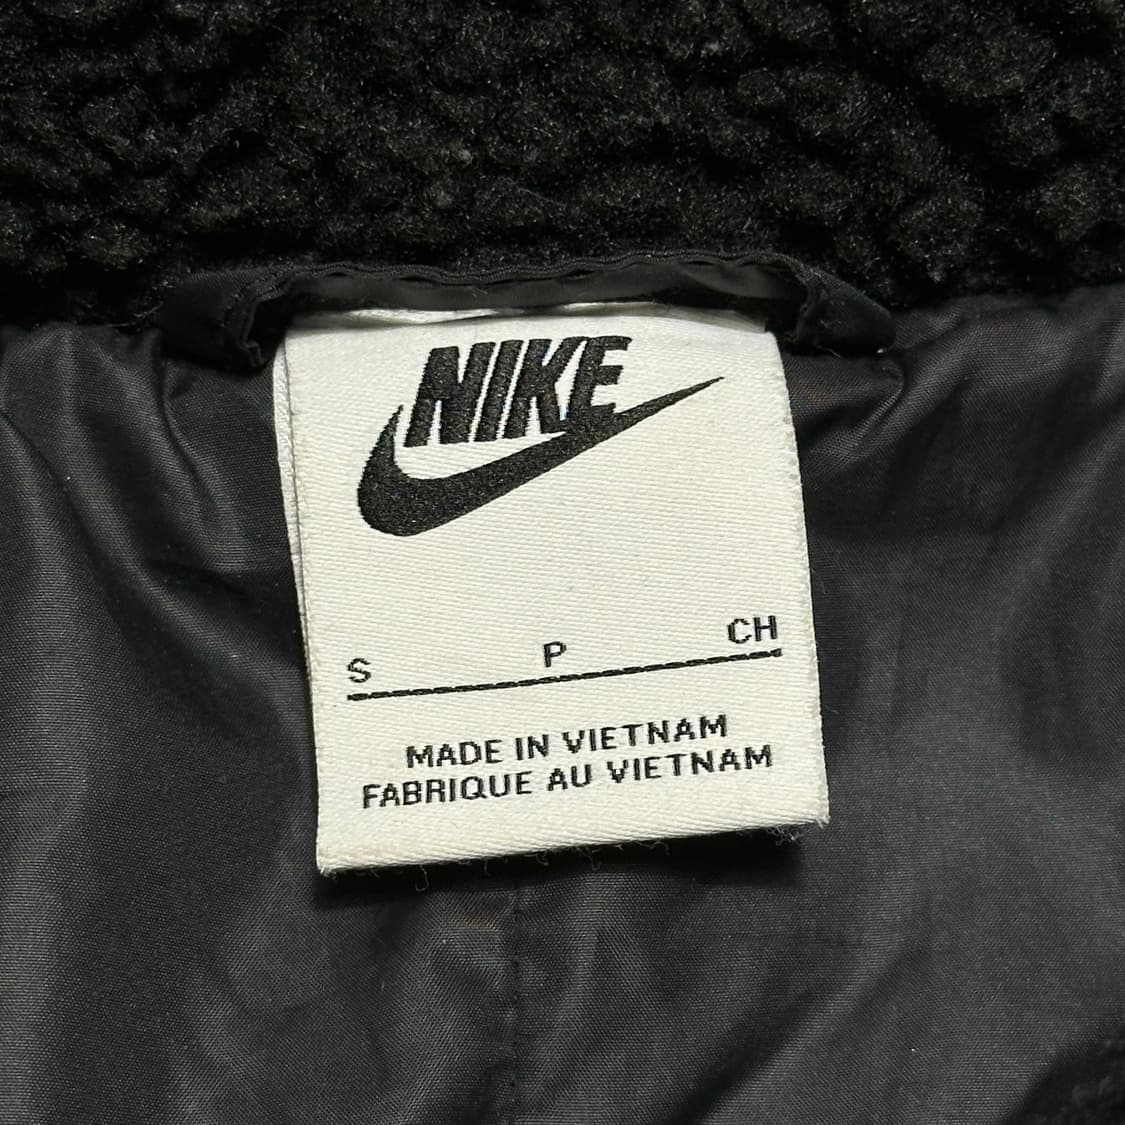 NIKE
S P CH
MADE IN VIETNAM
FABRIQUE AU VIETNAM